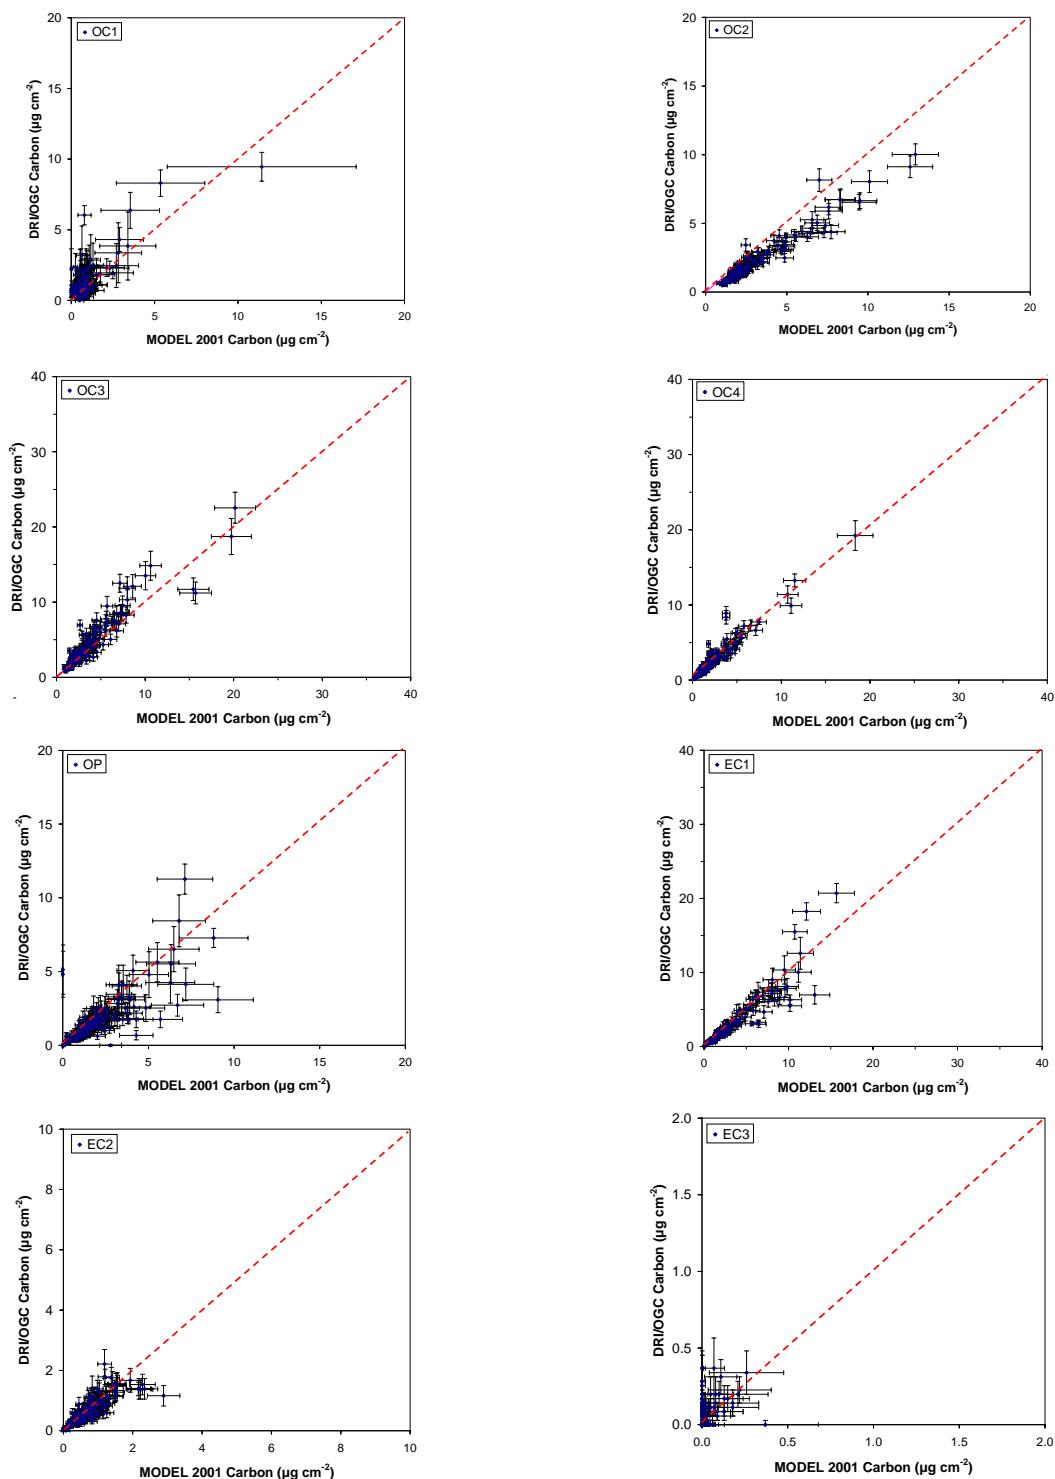 OC1
DRI/OGC Carbon (µg cm-2)
20
15
10
5
0
0 5 10 15 20
MODEL 2001 Carbon (µg cm-2)
OC2
DRI/OGC Carbon (µg cm-2)
20
15
10
5
0
0 5 10 15 20
MODEL 2001 Carbon (µg cm-2)
OC3
DRI/OGC Carbon (µg cm-2)
40
30
20
10
0
0 10 20 30 40
MODEL 2001 Carbon (µg cm-2)
-
OC4
DRI/OGC Carbon (µg cm-2)
40
30
20
10
0
0 10 20 30 40
MODEL 2001 Carbon (µg cm-2)
OP
DRI/OGC Carbon (µg cm-2)
20
15
10
5
0
0 5 10 15 20
MODEL 2001 Carbon (µg cm-2)
EC1
DRI/OGC Carbon (µg cm-2)
40
30
20
10
0
0 10 20 30 40
MODEL 2001 Carbon (µg cm-2)
EC2
DRI/OGC Carbon (µg cm-2)
10
8
6
4
2
0
0 2 4 6 8 10
MODEL 2001 Carbon (µg cm-2)
EC3
DRI/OGC Carbon (µg cm-2)
2.0
1.5
1.0
0.5
0.0
0.0 0.5 1.0 1.5 2.0
MODEL 2001 Carbon (µg cm-2)